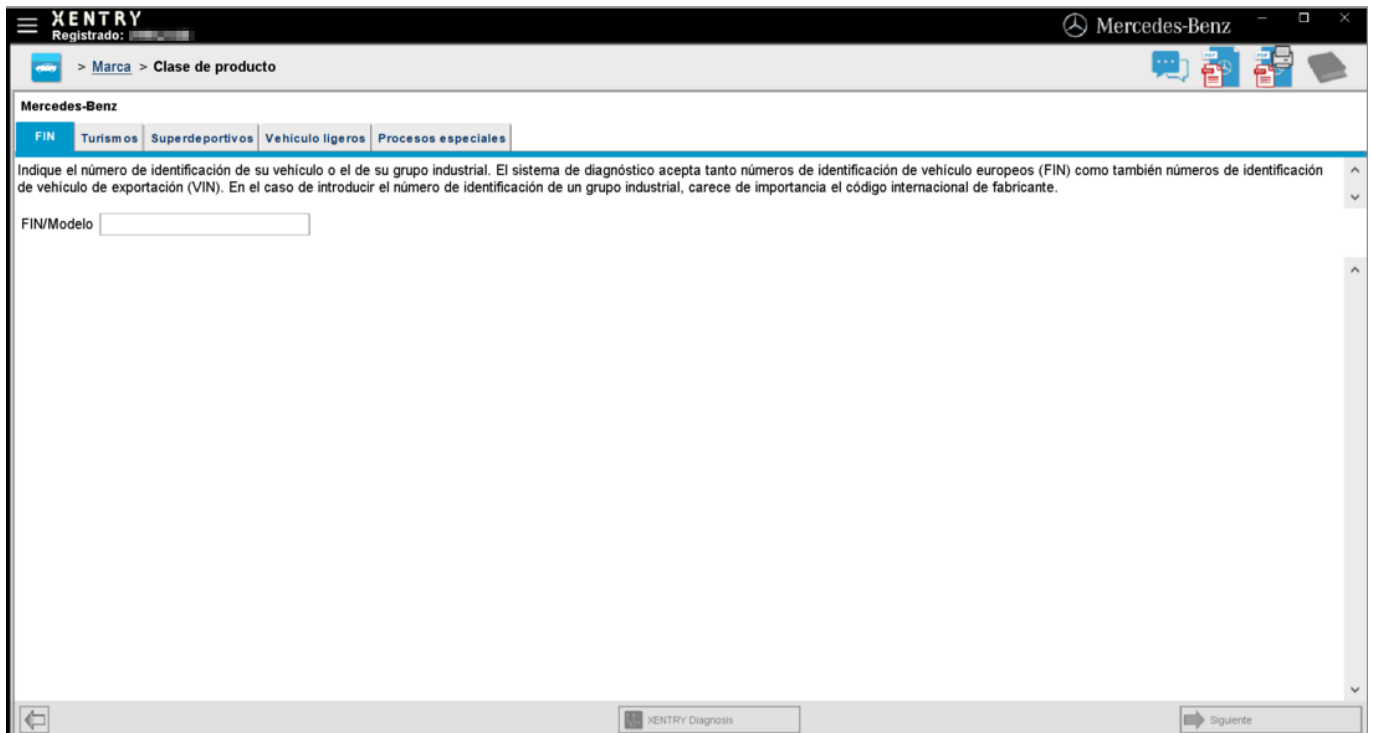 XENTRY
Registrado:
Mercedes-Benz
> Marca > Clase de producto
Mercedes-Benz
FIN Turismos Superdeportivos Vehículo ligeros Procesos especiales
Indique el número de identificación de su vehículo o el de su grupo industrial. El sistema de diagnóstico acepta tanto números de identificación de vehículo europeos (FIN) como también números de identificación
de vehículo de exportación (VIN). En el caso de introducir el número de identificación de un grupo industrial, carece de importancia el código internacional de fabricante.
FIN/Modelo
XENTRY Diagnosis
Siguiente